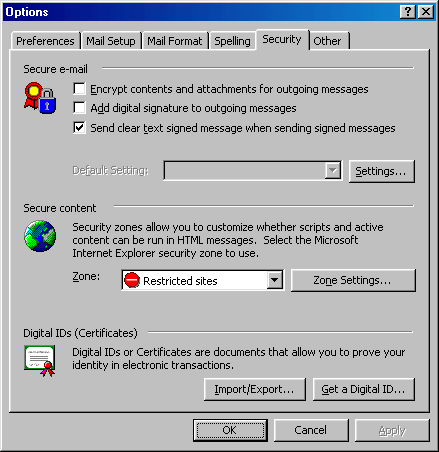 Options
Preferences Mail Setup Mail Format Spelling Security Other
Secure e-mail
Encrypt contents and attachments for outgoing messages
Add digital signature to outgoing messages
Send clear text signed message when sending signed messages
Default Setting: Settings...
Secure content
Security zones allow you to customize whether scripts and active
content can be run in HTML messages. Select the Microsoft
Internet Explorer security zone to use.
Zone: Restricted sites Zone Settings...
Digital IDs (Certificates)
Digital IDs or Certificates are documents that allow you to prove your
identity in electronic transactions.
Import/Export... Get a Digital ID...
OK Cancel Apply